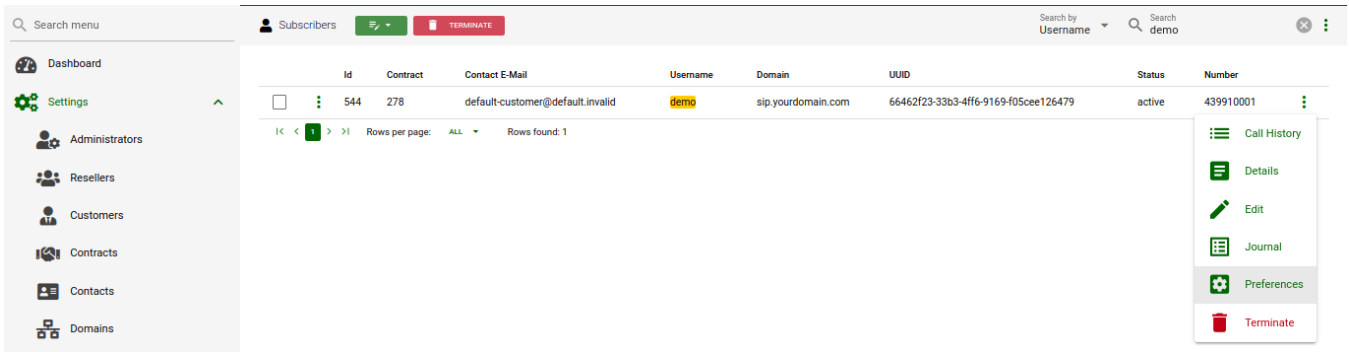 Search menu
Dashboard
Settings
Administrators
Resellers
Customers
Contracts
Contacts
Domains
Subscribers
TERMINATE
Search by
Username
Search
demo
Id Contract Contact E-Mail Username Domain UUID Status Number
544 278 default-customer@default.invalid demo sip.yourdomain.com 66462f23-33b3-4ff6-9169-f05cee126479 active 439910001
1 Rows per page: ALL Rows found: 1
Call History
Details
Edit
Journal
Preferences
Terminate